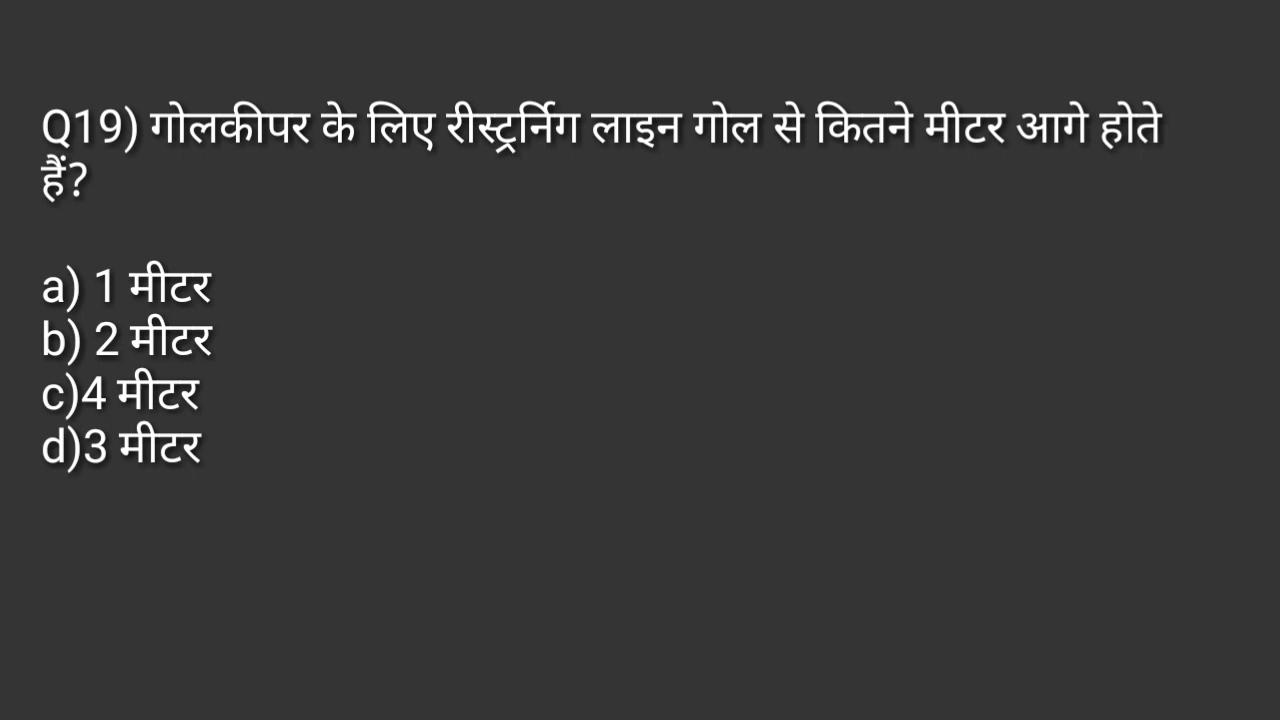 Q19) गोलकीपर के लिए रीस्ट्रर्निग लाइन गोल से कितने मीटर आगे होते
हैं?
a) 1 मीटर
b) 2 मीटर
c)4 मीटर
d)3 मीटर